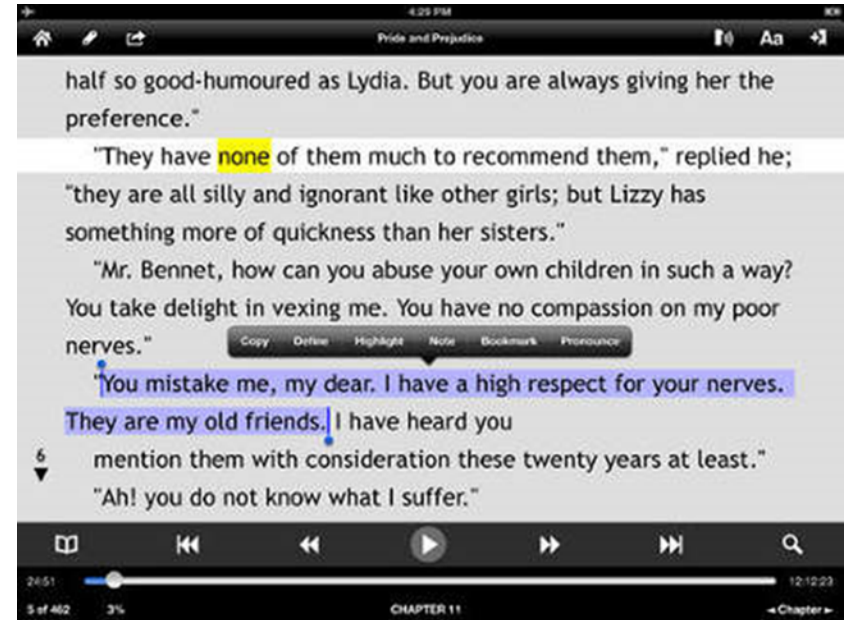 4:29 PM
Pride and Prejudice
Aa
half so good-humoured as Lydia. But you are always giving her the
preference."
"They have none of them much to recommend them," replied he;
"they are all silly and ignorant like other girls; but Lizzy has
something more of quickness than her sisters."
"Mr. Bennet, how can you abuse your own children in such a way?
You take delight in vexing me. You have no compassion on my poor
nerves."
Copy Define Highlight Note Bookmark Pronounce
"You mistake me, my dear. I have a high respect for your nerves.
They are my old friends. I have heard you
6
mention them with consideration these twenty years at least."
"Ah! you do not know what I suffer."
24:51
12:12:23
5 of 462 3% CHAPTER 11 Chapter